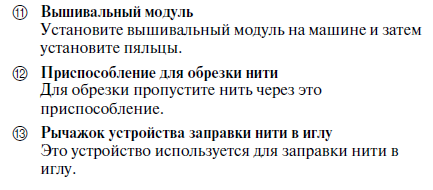 ⑪ Вышивальный модуль
Установите вышивальный модуль на машине и затем
установите пяльцы.
⑫ Приспособление для обрезки нити
Для обрезки пропустите нить через это
приспособление.
⑬ Рычажок устройства заправки нити в иглу
Это устройство используется для заправки нити в
иглу.